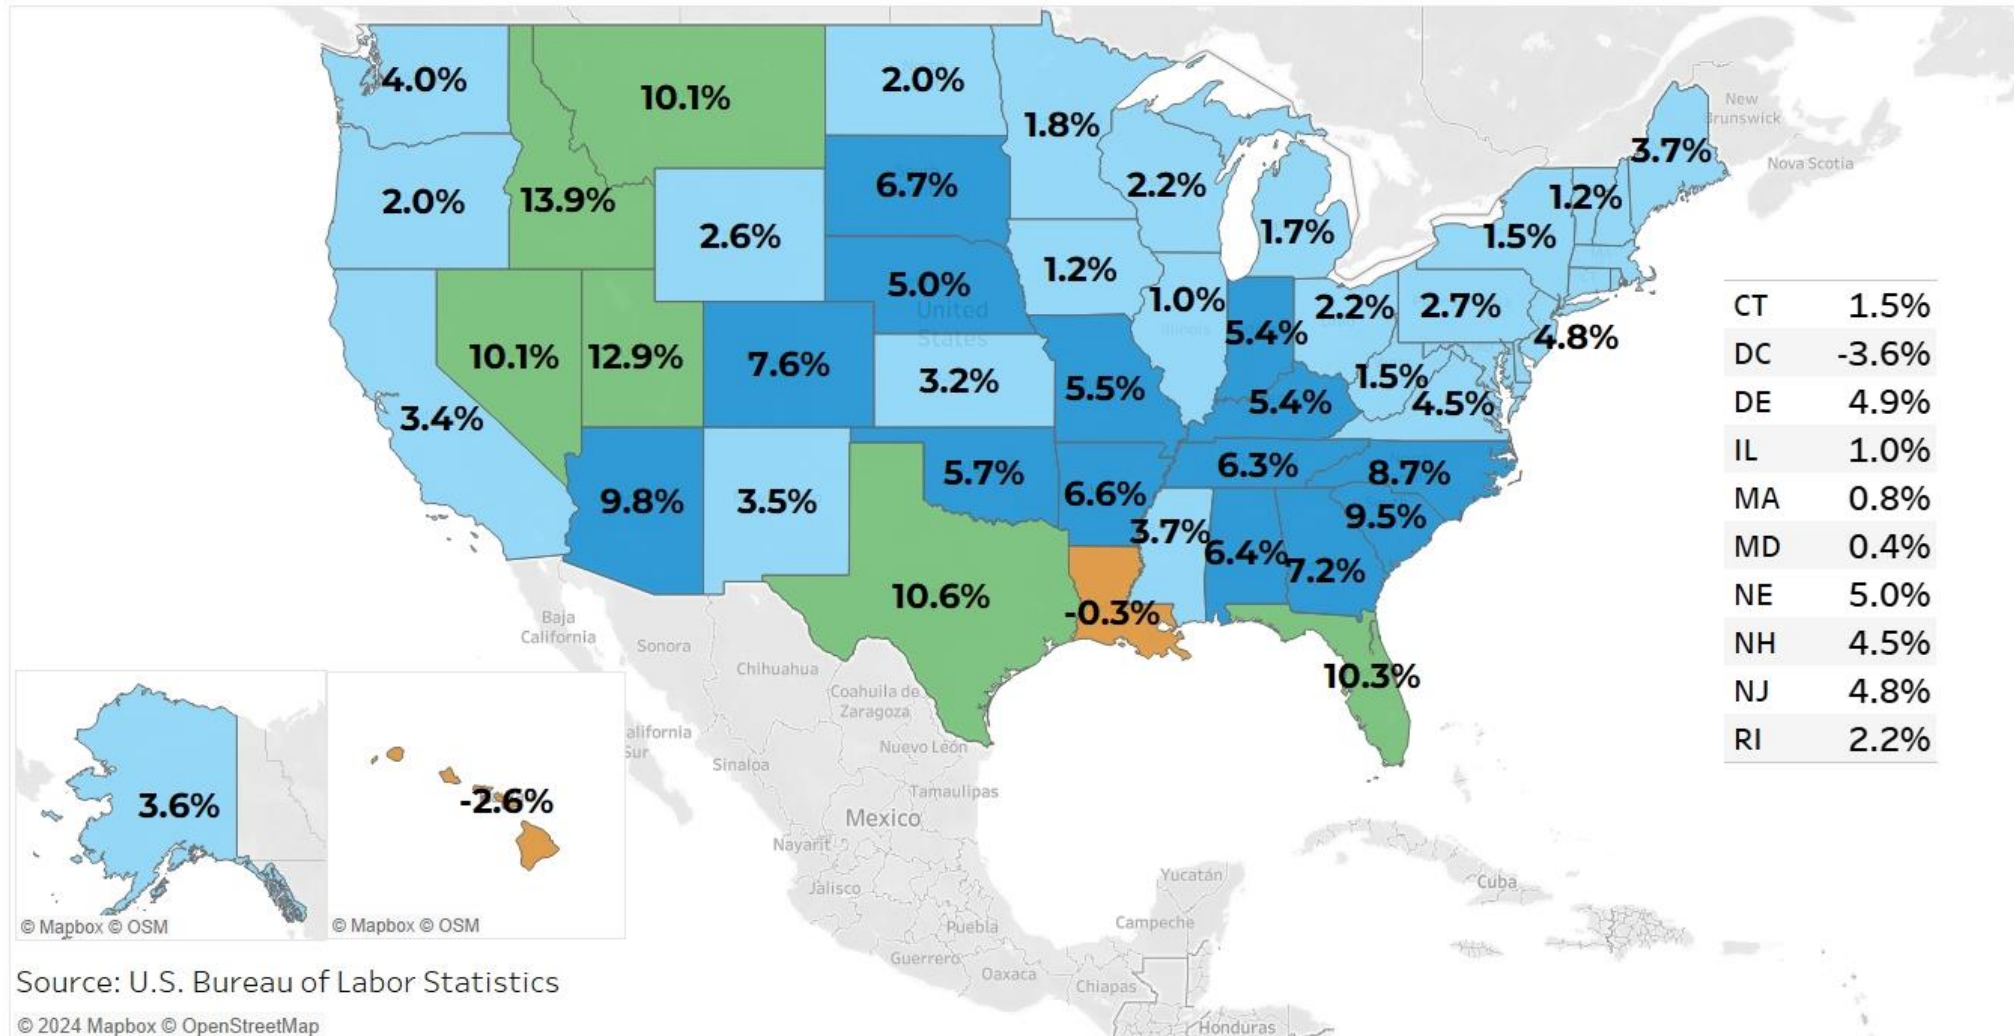 4.0%
10.1%
2.0%
1.8%
3.7%
New
Brunswick
Nova Scotia
2.0%
13.9%
6.7%
2.2%
1.2%
2.6%
1.7%
1.5%
5.0%
1.2%
1.0%
2.2%
2.7%
United
States
Illinois
5.4%
4.8%
10.1%
12.9%
7.6%
3.2%
5.5%
1.5%
4.5%
3.4%
5.4%
9.8%
3.5%
5.7%
6.6%
6.3%
8.7%
3.7%
9.5%
6.4%
7.2%
10.6%
-0.3%
10.3%
CT 1.5%
DC -3.6%
DE 4.9%
IL 1.0%
MA 0.8%
MD 0.4%
NE 5.0%
NH 4.5%
NJ 4.8%
RI 2.2%
Baja
California
Sonora
Chihuahua
Coahuila de
Zaragoza
alifornia
Sur
Nuevo León
Sinaloa
Tamaulipas
Mexico
Nayarit
Jalisco
Puebla
Guerrero
Oaxaca
Chiapas
Yucatán
Campeche
Cuba
Honduras
3.6%
© Mapbox © OSM
-2.6%
© Mapbox © OSM
Source: U.S. Bureau of Labor Statistics
© 2024 Mapbox © OpenStreetMap